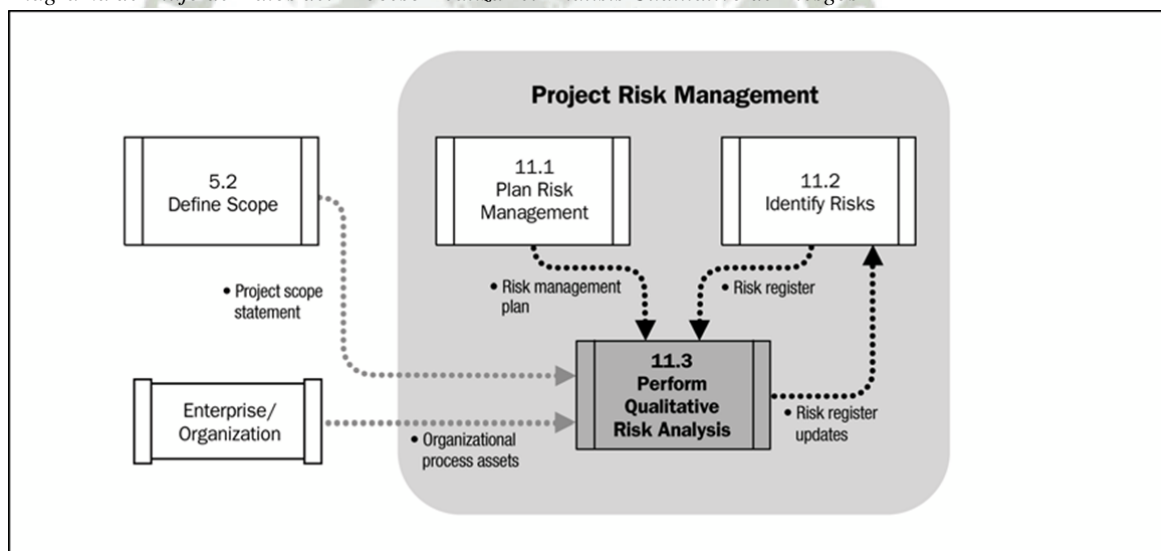 Project Risk Management
5.2
Define Scope
11.1
Plan Risk
Management
11.2
Identify Risks
• Project scope
statement
• Risk management
plan
• Risk register
11.3
Perform
Qualitative
Risk Analysis
Enterprise/
Organization
• Organizational
process assets
• Risk register
updates